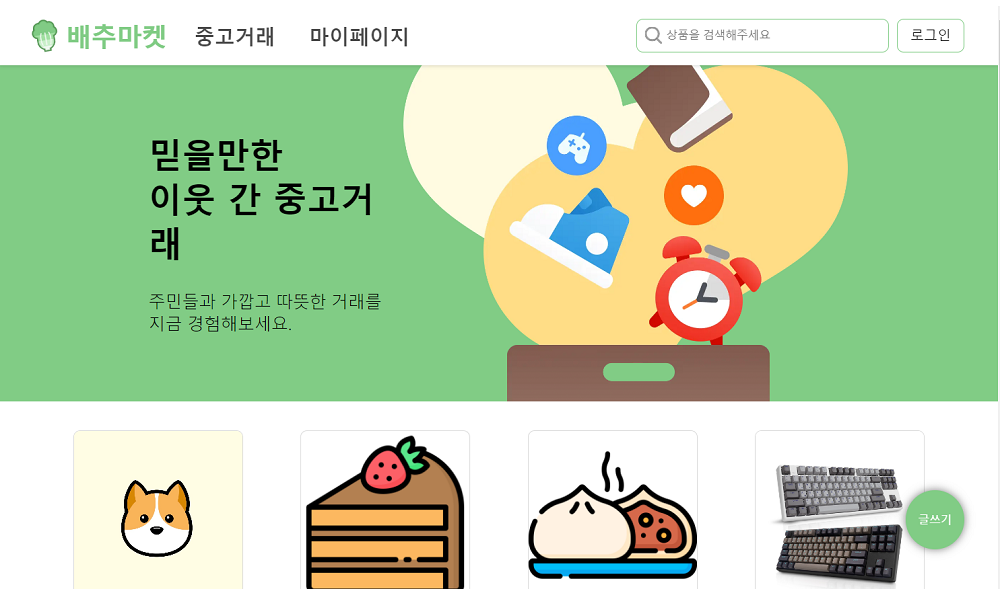 배추마켓 중고거래 마이페이지 상품을 검색해주세요 로그인
믿을만한
이웃 간 중고거
래
주민들과 가깝고 따뜻한 거래를
지금 경험해보세요.
글쓰기